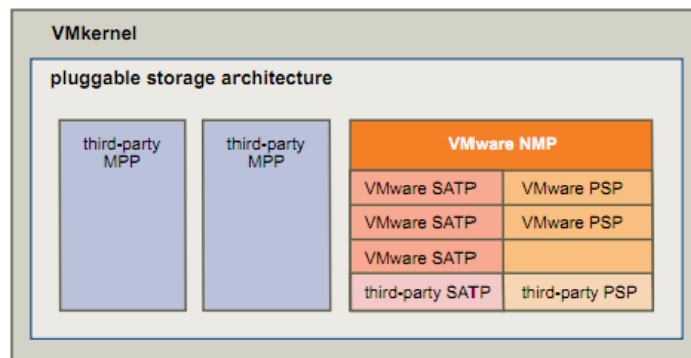 VMkernel
pluggable storage architecture
third-party
MPP
third-party
MPP
VMware NMP
VMware SATP
VMware PSP
VMware SATP
VMware PSP
VMware SATP
third-party SATP
third-party PSP